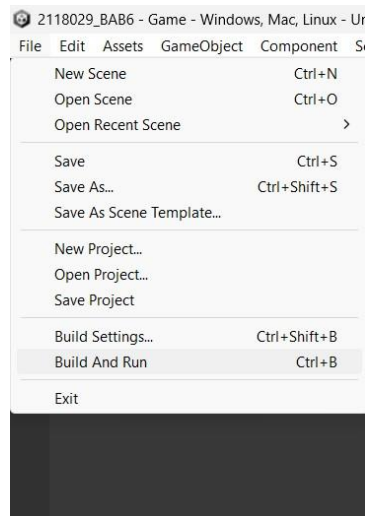 2118029_BAB6 - Game - Windows, Mac, Linux -
File Edit Assets GameObject Component
New Scene Ctrl+N
Open Scene Ctrl+O
Open Recent Scene >
Save Ctrl+S
Save As... Ctrl+Shift+S
Save As Scene Template...
New Project...
Open Project...
Save Project
Build Settings... Ctrl+Shift+B
Build And Run Ctrl+B
Exit